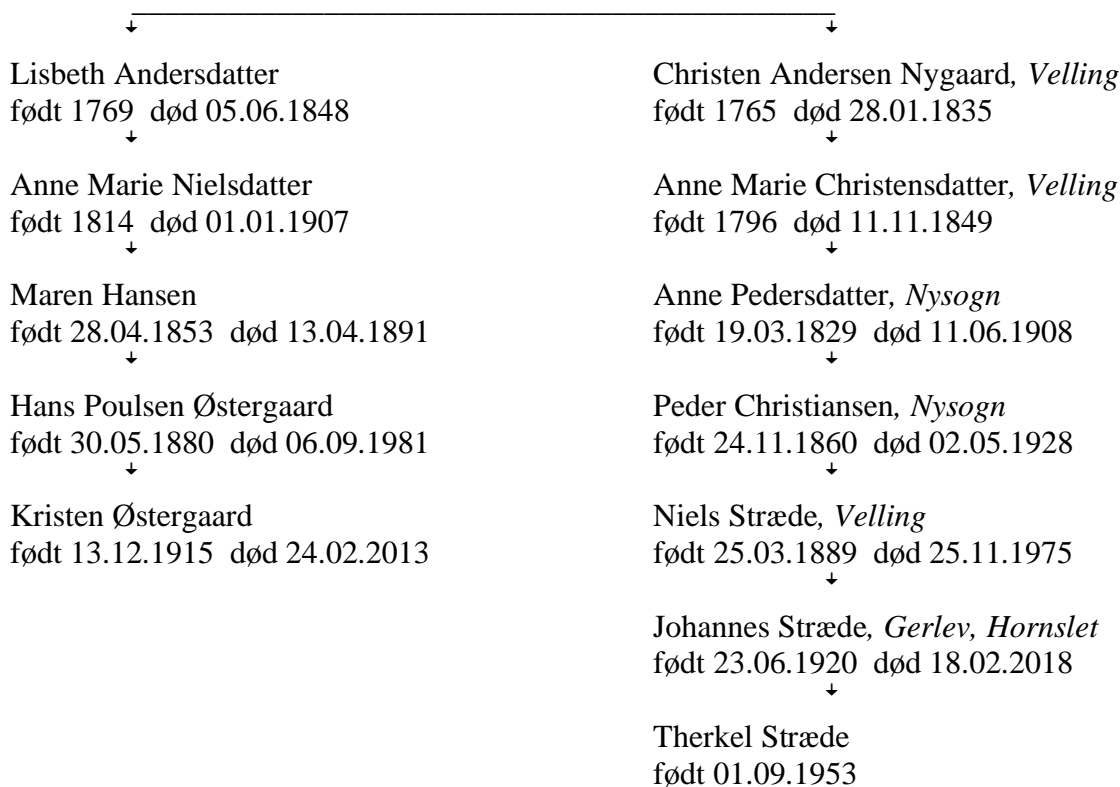 Lisbeth Andersdatter
født 1769  død 05.06.1848
Anne Marie Nielsdatter
født 1814  død 01.01.1907
Maren Hansen
født 28.04.1853  død 13.04.1891
Hans Poulsen Østergaard
født 30.05.1880  død 06.09.1981
Kristen Østergaard
født 13.12.1915  død 24.02.2013
Christen Andersen Nygaard, Velling
født 1765  død 28.01.1835
Anne Marie Christensdatter, Velling
født 1796  død 11.11.1849
Anne Pedersdatter, Nysogn
født 19.03.1829  død 11.06.1908
Peder Christiansen, Nysogn
født 24.11.1860  død 02.05.1928
Niels Stræde, Velling
født 25.03.1889  død 25.11.1975
Johannes Stræde, Gerlev, Hornslet
født 23.06.1920  død 18.02.2018
Therkel Stræde
født 01.09.1953